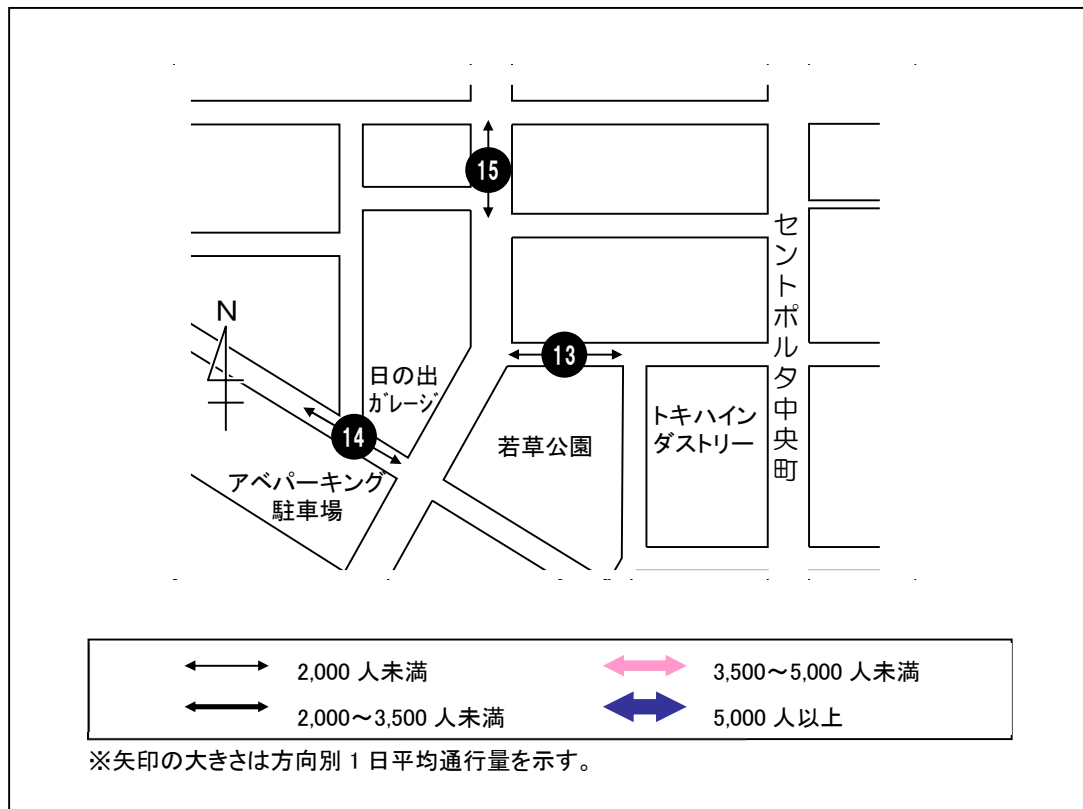 15
セントポルタ中央町
N
13
日の出
ガレージ
14
トキハイン
ダストリー
若草公園
アベパーキング
駐車場
2,000 人未満
3,500～5,000 人未満
2,000～3,500 人未満
5,000 人以上
※矢印の大きさは方向別 1 日平均通行量を示す。